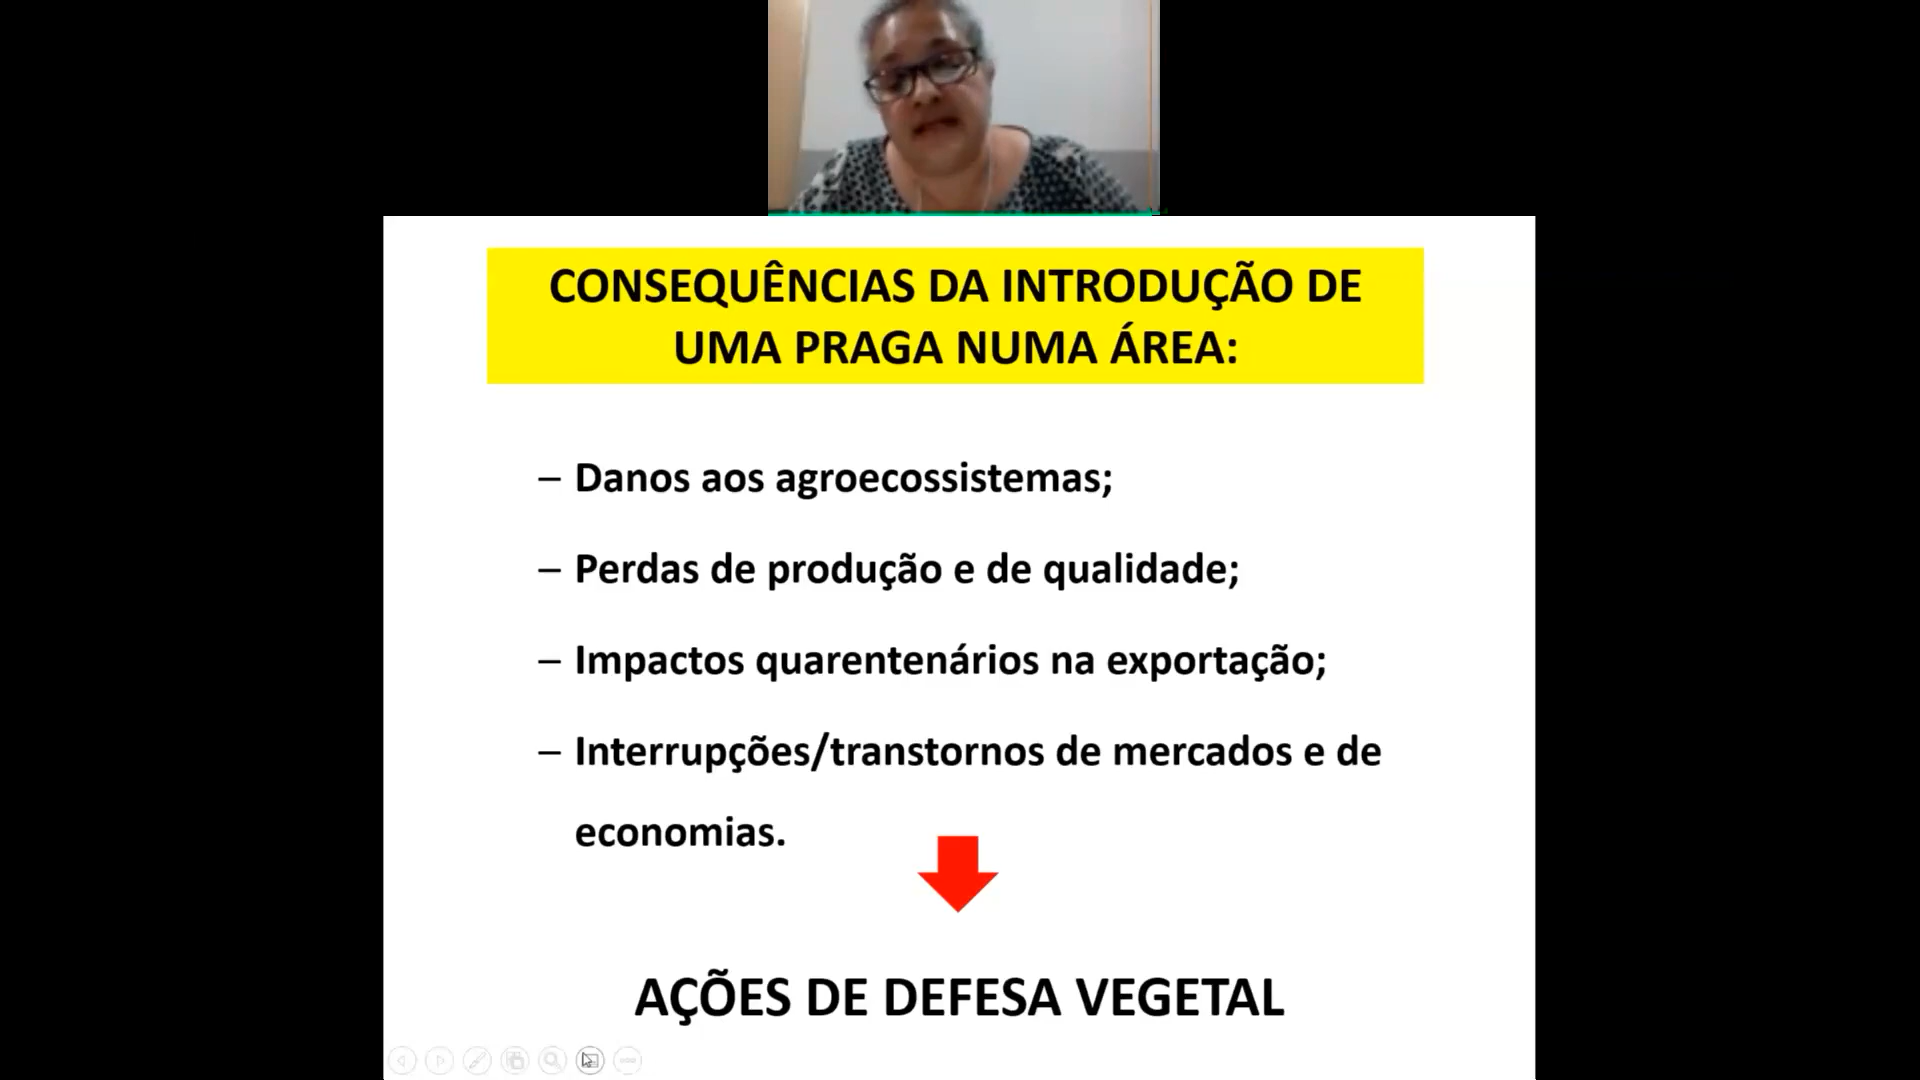 CONSEQUÊNCIAS DA INTRODUÇÃO DE
UMA PRAGA NUMA ÁREA:
– Danos aos agroecossistemas;
– Perdas de produção e de qualidade;
– Impactos quarentenários na exportação;
– Interrupções/transtornos de mercados e de
economias.
AÇÕES DE DEFESA VEGETAL